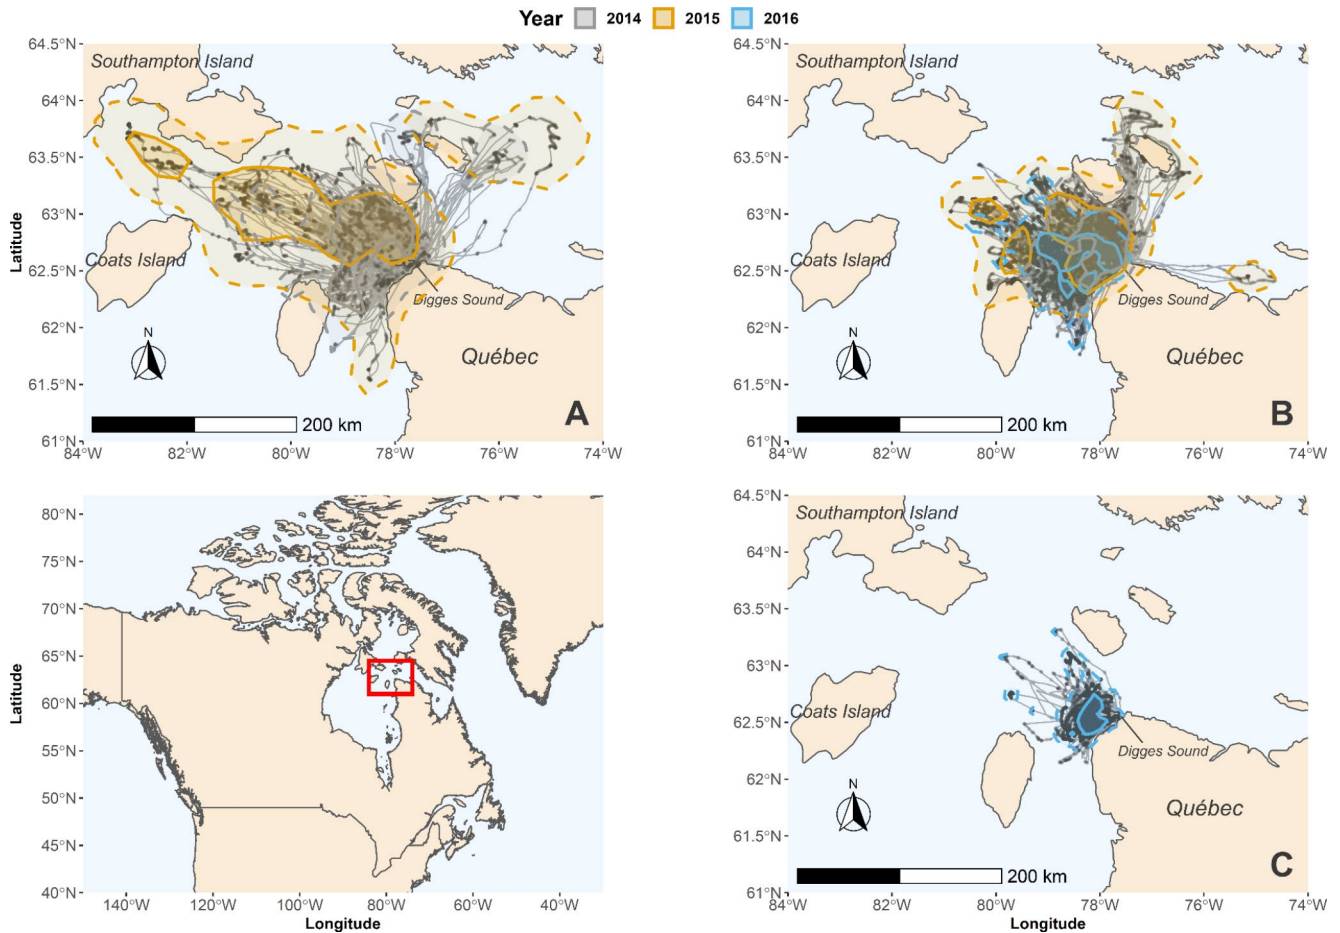 Year 2014 2015 2016
64.5°N
64°N
63.5°N
63°N
62.5°N
62°N
61.5°N
61°N
Latitude
Southampton Island
Coats Island
Digges Sound
Québec
N
200 km
A
84°W 82°W 80°W 78°W 76°W 74°W
64.5°N
64°N
63.5°N
63°N
62.5°N
62°N
61.5°N
61°N
Southampton Island
Coats Island
Digges Sound
Québec
N
200 km
B
84°W 82°W 80°W 78°W 76°W 74°W
80°N
75°N
70°N
65°N
60°N
55°N
50°N
45°N
40°N
Latitude
140°W 120°W 100°W 80°W 60°W 40°W
Longitude
64.5°N
64°N
63.5°N
63°N
62.5°N
62°N
61.5°N
61°N
Southampton Island
Coats Island
Digges Sound
Québec
N
200 km
C
84°W 82°W 80°W 78°W 76°W 74°W
Longitude